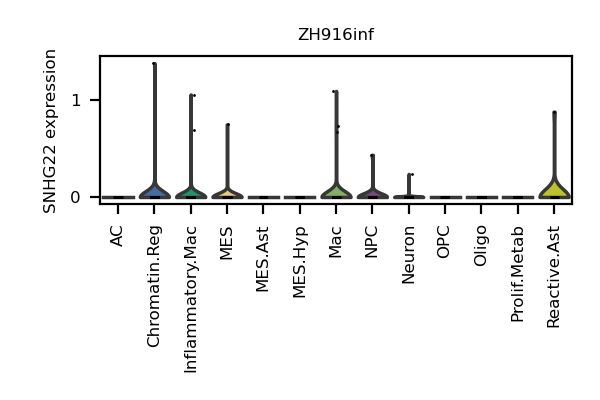 ZH916inf
SNHG22 expression
1
0
AC
Chromatin.Reg
Inflammatory.Mac
MES
MES.Ast
MES.Hyp
Mac
NPC
Neuron
OPC
Oligo
Prolif.Metab
Reactive.Ast